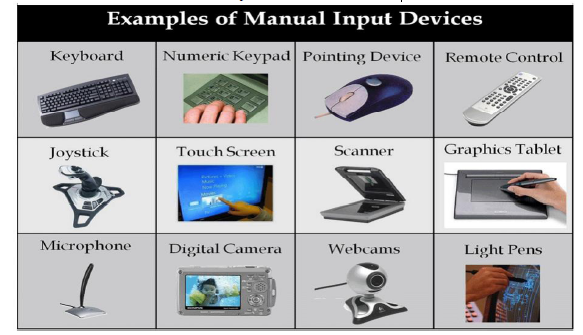 Examples of Manual Input Devices
Keyboard
Numeric Keypad
Pointing Device
Remote Control
Joystick
Touch Screen
Scanner
Graphics Tablet
Microphone
Digital Camera
Webcams
Light Pens